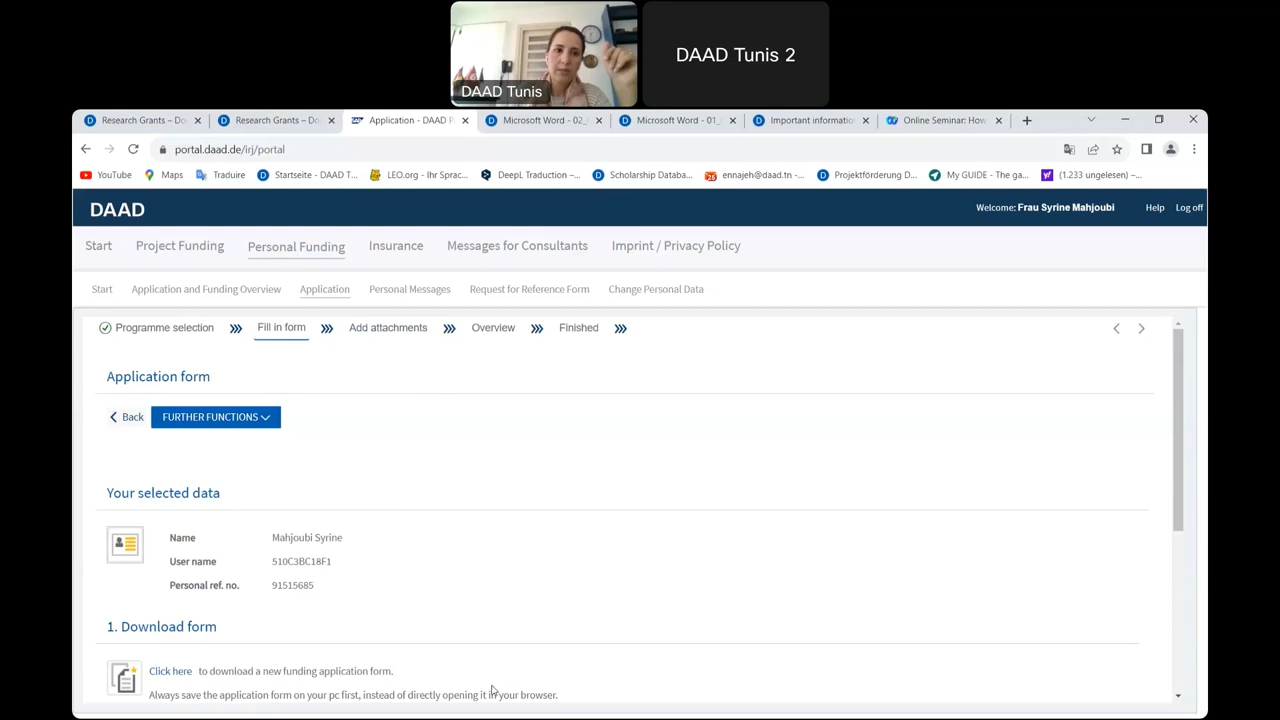 DAAD Tunis
DAAD Tunis 2
Research Grants – Do
Research Grants – Do
Application - DAAD P
Microsoft Word - 02_
Microsoft Word - 01_
Important informatio
Online Seminar: How
portal.daad.de/irj/portal
YouTube
Maps
Traduire
Startseite - DAAD T...
LEO.org - Ihr Sprac...
DeepL Traduction –...
Scholarship Databa...
ennajeh@daad.tn -...
Projektförderung D...
My GUIDE - The ga...
(1.233 ungelesen) –...
DAAD
Welcome: Frau Syrine Mahjoubi
Help
Log off
Start
Project Funding
Personal Funding
Insurance
Messages for Consultants
Imprint / Privacy Policy
Start
Application and Funding Overview
Application
Personal Messages
Request for Reference Form
Change Personal Data
Programme selection
Fill in form
Add attachments
Overview
Finished
Application form
Back
FURTHER FUNCTIONS
Your selected data
Name Mahjoubi Syrine
User name 510C3BC18F1
Personal ref. no. 91515685
1. Download form
Click here to download a new funding application form.
Always save the application form on your pc first, instead of directly opening it in your browser.